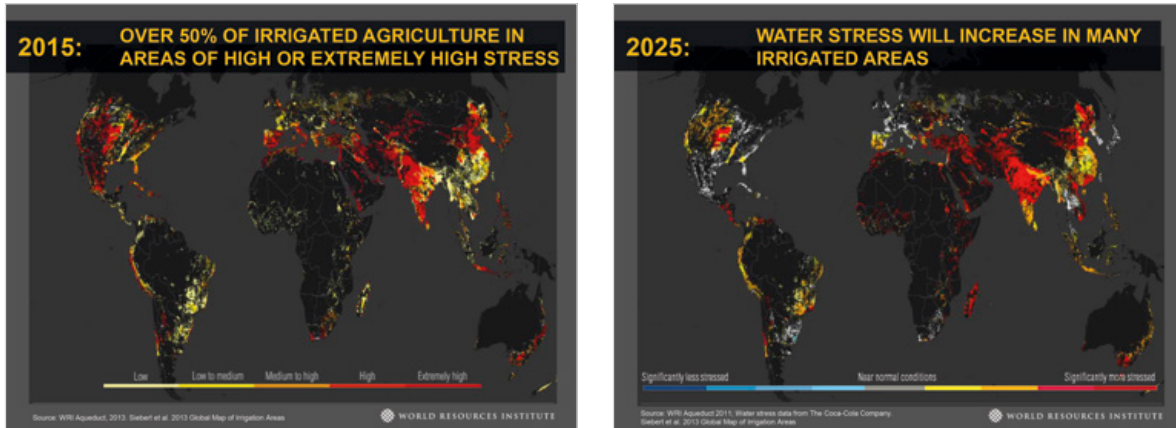 2015:
OVER 50% OF IRRIGATED AGRICULTURE IN
AREAS OF HIGH OR EXTREMELY HIGH STRESS
Low
Low to medium
Medium to high
High
Extremely high
Source: WRI Aqueduct, 2013. Siebert et al. 2013 Global Map of Irrigation Areas
WORLD RESOURCES INSTITUTE
2025:
WATER STRESS WILL INCREASE IN MANY
IRRIGATED AREAS
Significantly less stressed
Near normal conditions
Significantly more stressed
Source: WRI Aqueduct 2011; Water stress data from The Coca-Cola Company.
Siebert et al. 2013 Global Map of Irrigation Areas
WORLD RESOURCES INSTITUTE